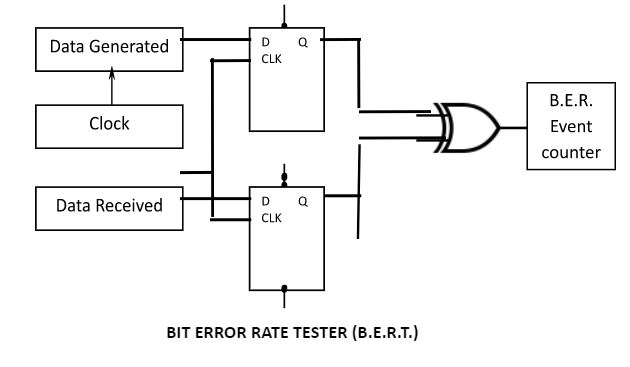 Data Generated
Clock
Data Received
D Q
CLK
D Q
CLK
B.E.R.
Event
counter
BIT ERROR RATE TESTER (B.E.R.T.)